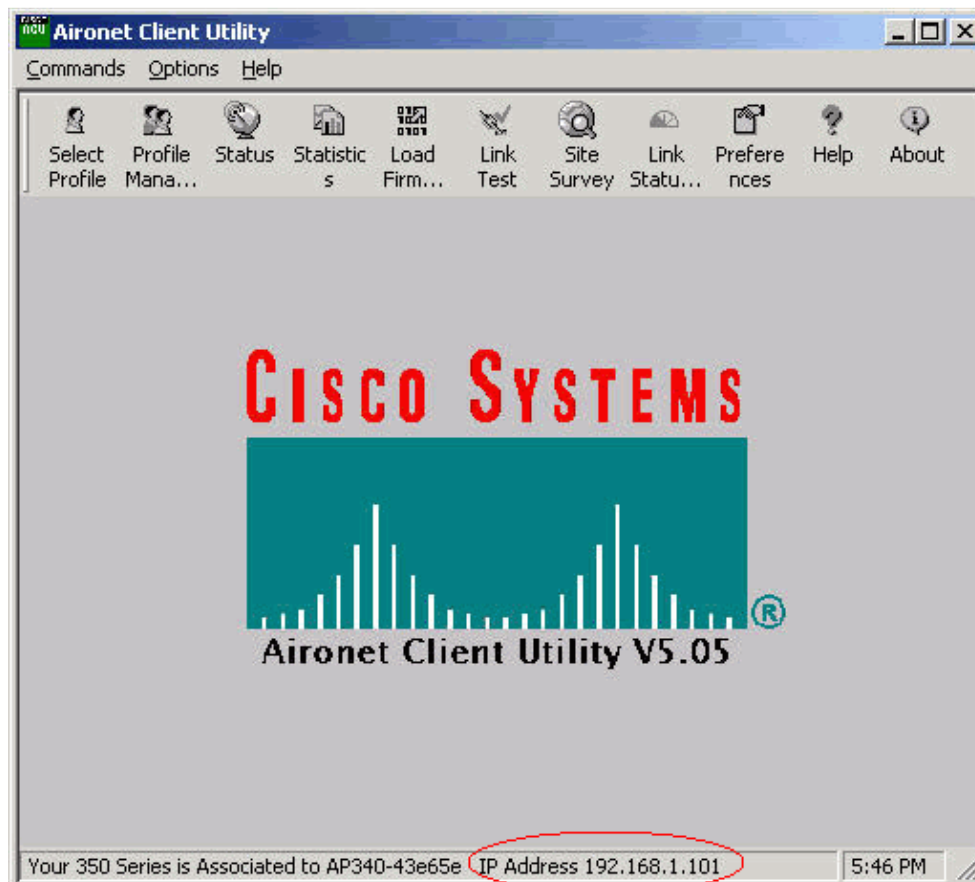 Aironet Client Utility
Commands Options Help
Select Profile
Profile Mana...
Status
Statistic s
Load Firm...
Link Test
Site Survey
Link Statu...
Prefere nces
Help
About
CISCO SYSTEMS
®
Aironet Client Utility V5.05
Your 350 Series is Associated to AP340-43e65e IP Address 192.168.1.101 5:46 PM